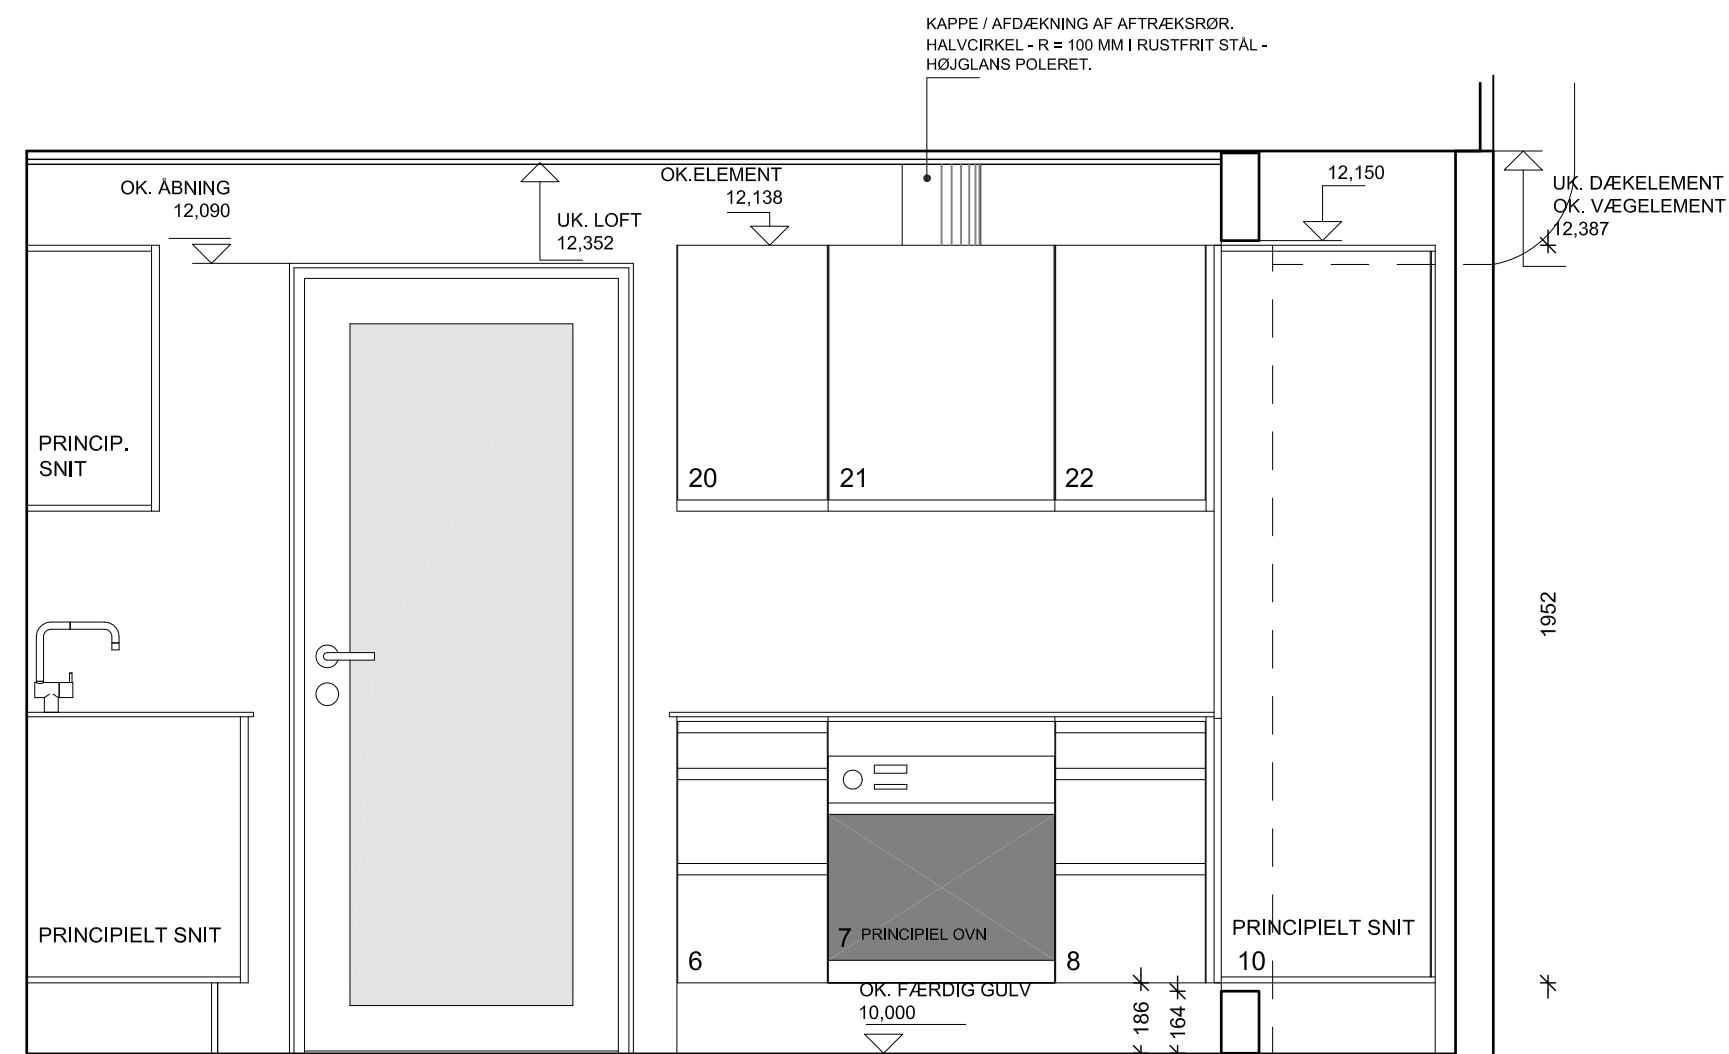 KAPPE / AFDÆKNING AF AFTRÆKSRØR.
HALVCIRKEL - R = 100 MM I RUSTFRIT STÅL -
HØJGLANS POLERET.
OK. ÅBNING
12,090
UK. LOFT
12,352
OK.ELEMENT
12,138
12,150
UK. DÆKELEMENT
OK. VÆGELEMENT
12,387
PRINCIP.
SNIT
20
21
22
1952
PRINCIPIELT SNIT
6
7 PRINCIPIEL OVN
8
PRINCIPIELT SNIT
10
OK. FÆRDIG GULV
10,000
186
164